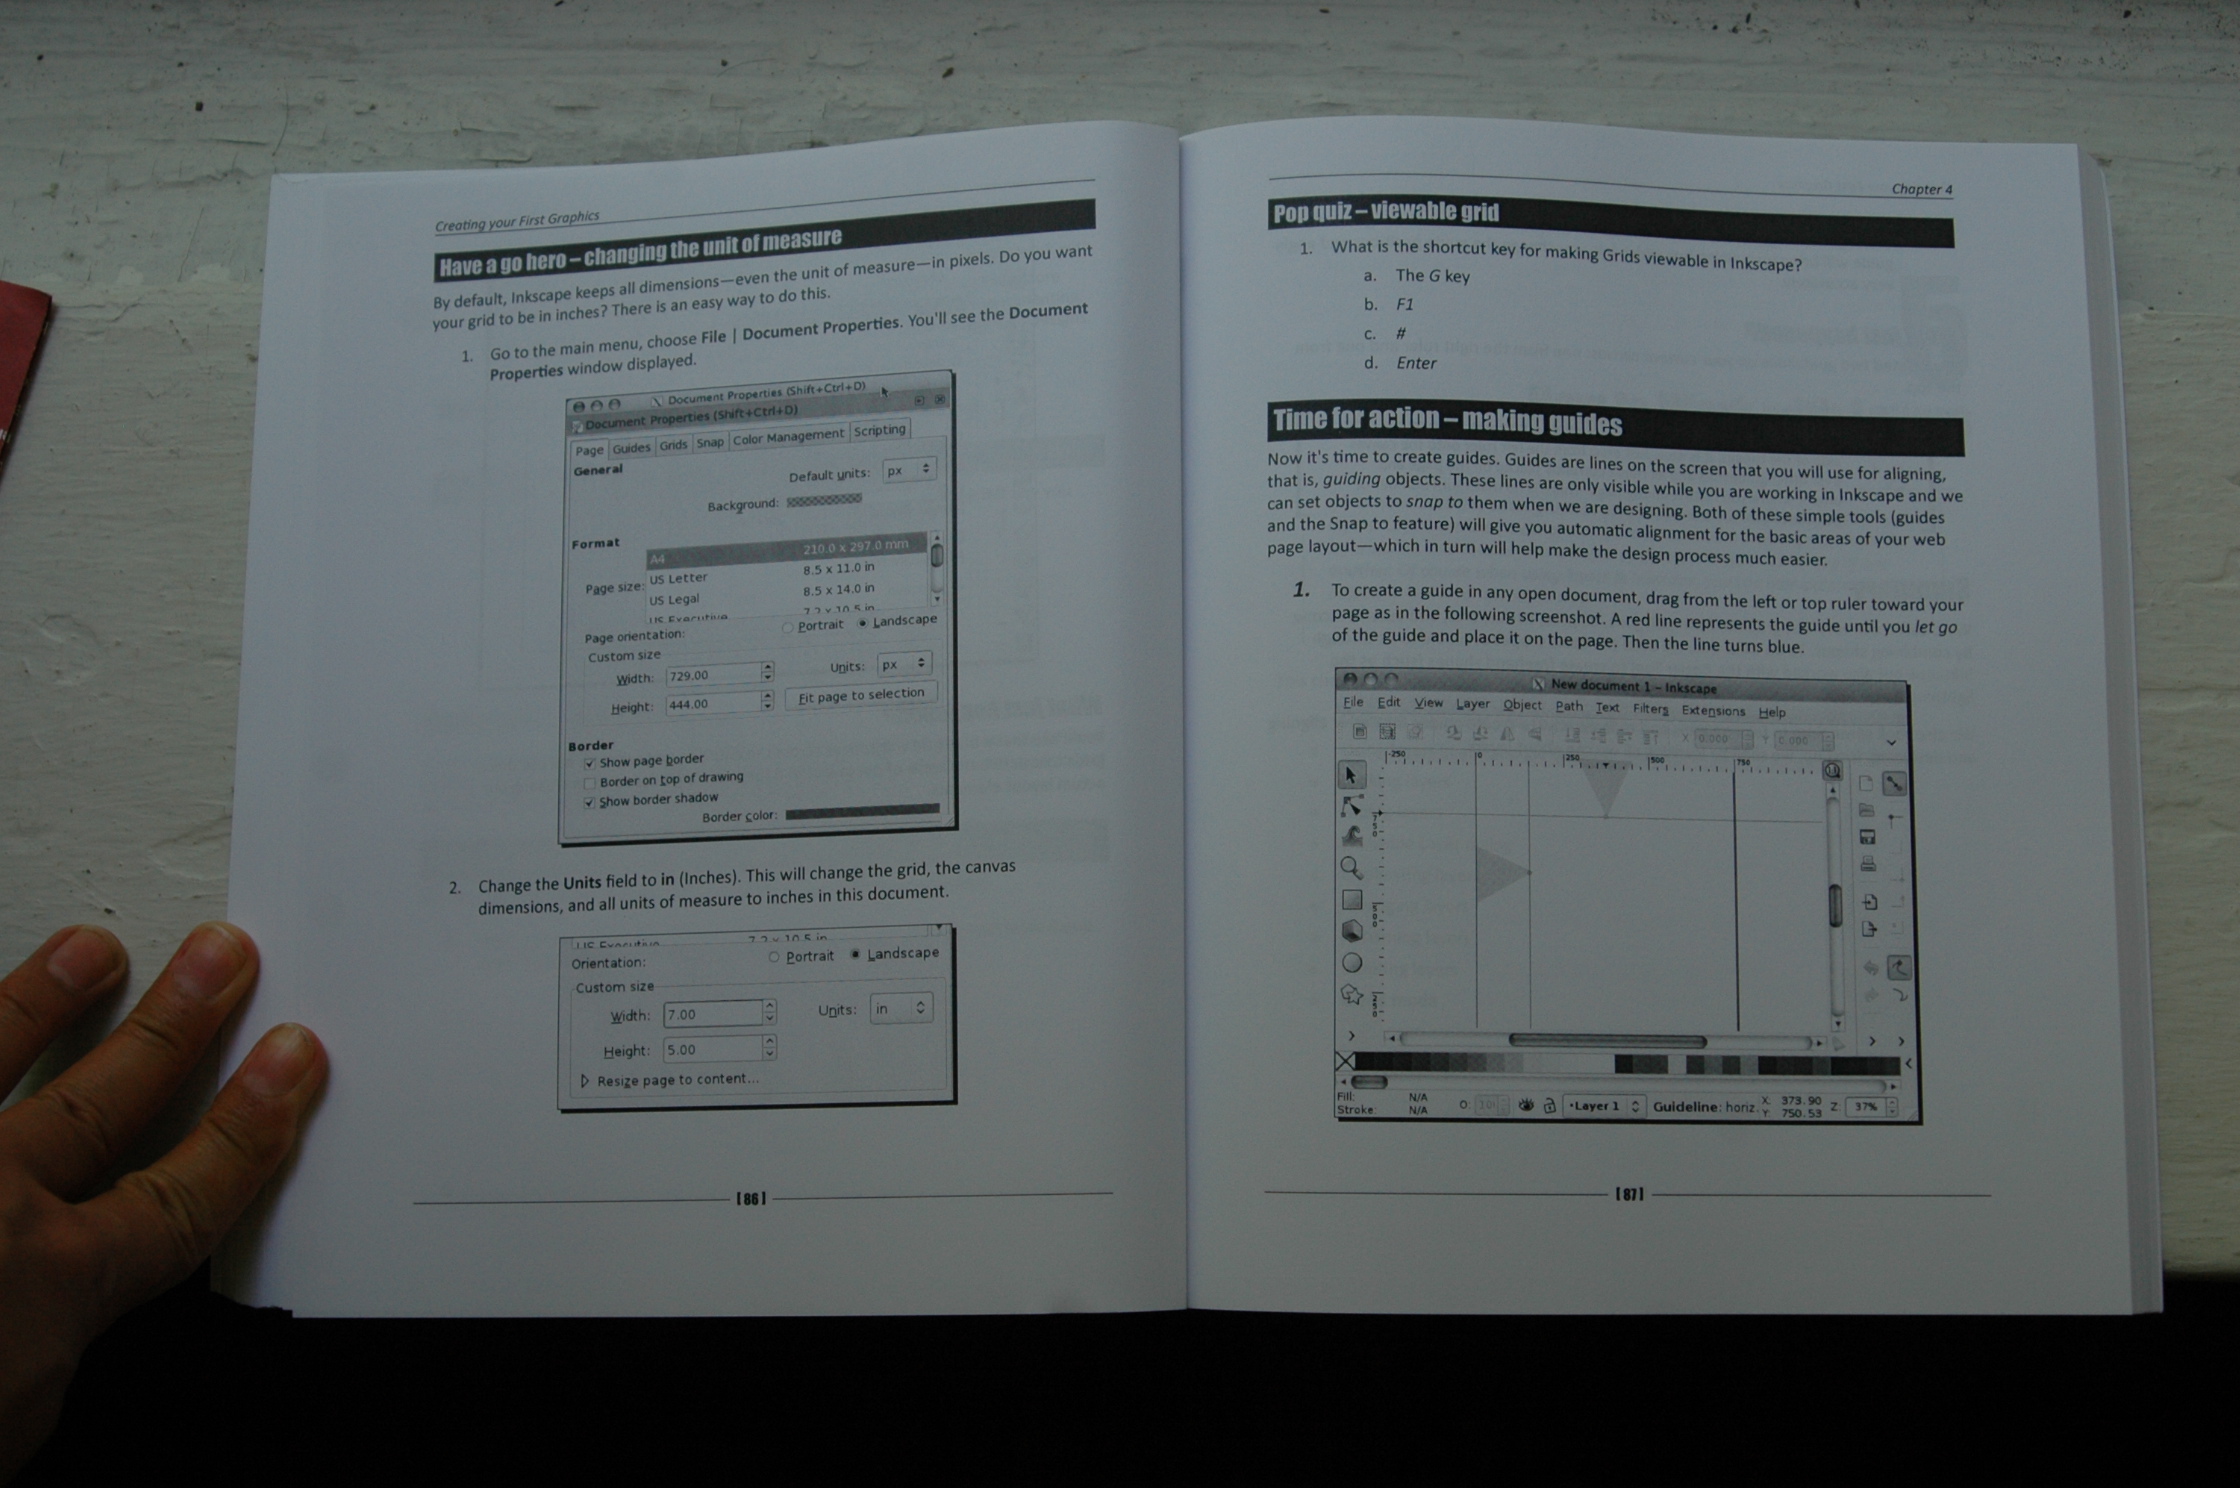 Creating your First Graphics
Have a go hero – changing the unit of measure
By default, Inkscape keeps all dimensions—even the unit of measure—in pixels. Do you want
your grid to be in inches? There is an easy way to do this.
1. Go to the main menu, choose File | Document Properties. You'll see the Document
Properties window displayed.
Document Properties (Shift+Ctrl+D)
Document Properties (Shift+Ctrl+D)
Page Guides Grids Snap Color Management Scripting
General
Default units: px
Background:
Format
A4 210.0 x 297.0 mm
Page size: US Letter 8.5 x 11.0 in
US Legal 8.5 x 14.0 in
US Executive 7.2 x 10.5 in
Page orientation: Portrait Landscape
Custom size
Width: 729.00 Units: px
Height: 444.00 Fit page to selection
Border
Show page border
Border on top of drawing
Show border shadow
Border color:
2. Change the Units field to in (Inches). This will change the grid, the canvas
dimensions, and all units of measure to inches in this document.
US Executive 7.2 x 10.5 in
Orientation: Portrait Landscape
Custom size
Width: 7.00 Units: in
Height: 5.00
Resize page to content...
[ 86 ]
Chapter 4
Pop quiz – viewable grid
1. What is the shortcut key for making Grids viewable in Inkscape?
a. The G key
b. F1
c. #
d. Enter
Time for action – making guides
Now it's time to create guides. Guides are lines on the screen that you will use for aligning,
that is, guiding objects. These lines are only visible while you are working in Inkscape and we
can set objects to snap to them when we are designing. Both of these simple tools (guides
and the Snap to feature) will give you automatic alignment for the basic areas of your web
page layout—which in turn will help make the design process much easier.
1. To create a guide in any open document, drag from the left or top ruler toward your
page as in the following screenshot. A red line represents the guide until you let go
of the guide and place it on the page. Then the line turns blue.
New document 1 – Inkscape
File Edit View Layer Object Path Text Filters Extensions Help
X 0.000 Y 0.000
-250 0 250 500 750
750
500
250
Fill: N/A
Stroke: N/A
O: Layer 1 Guideline: horiz. X: 373.90 Y: 750.53 Z: 37%
[ 87 ]